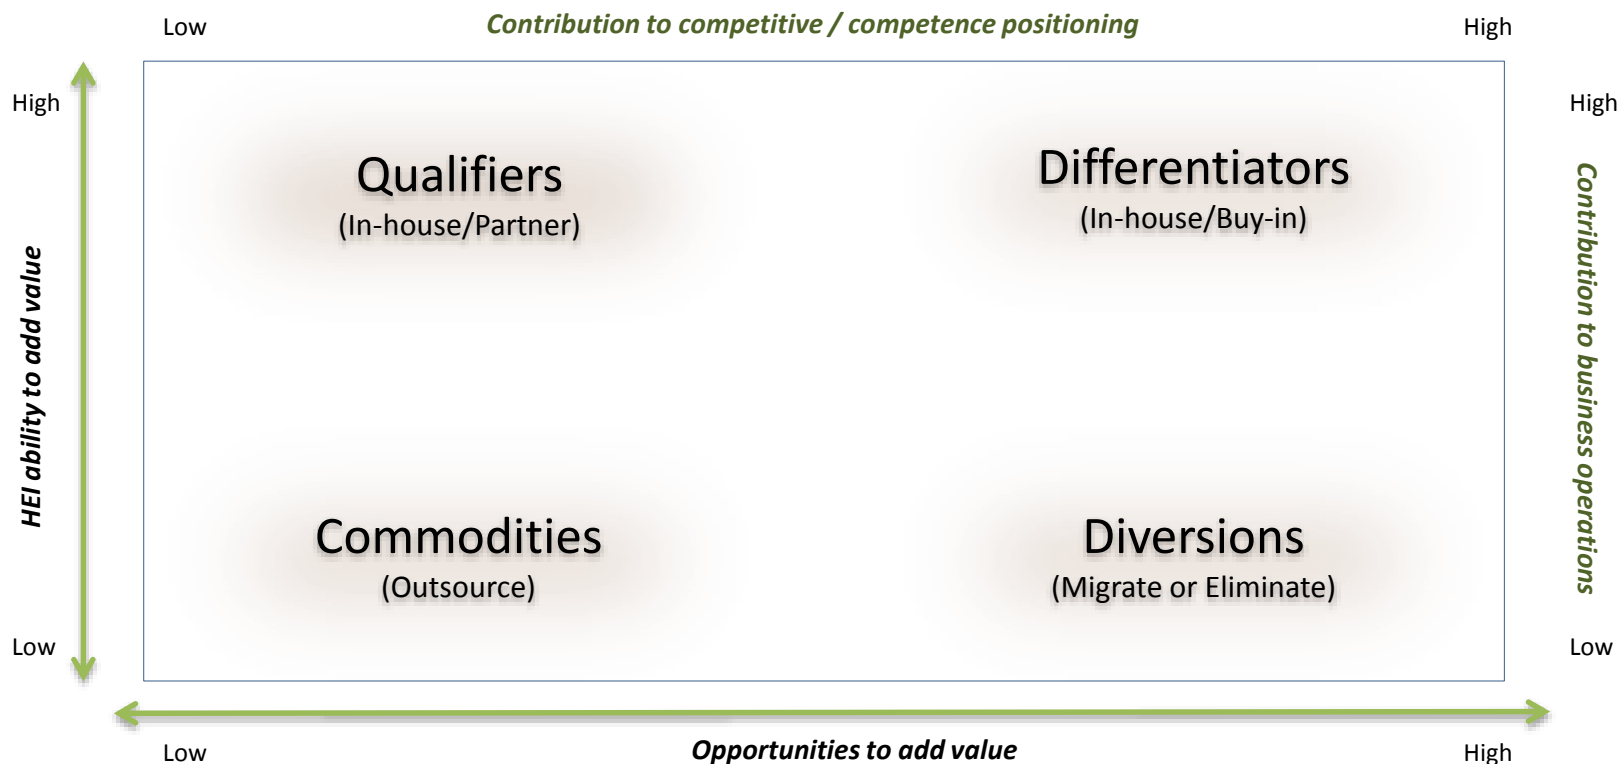 Low
Contribution to competitive / competence positioning
High
High
High
Qualifiers
(In-house/Partner)
Differentiators
(In-house/Buy-in)
HEI ability to add value
Contribution to business operations
Commodities
(Outsource)
Diversions
(Migrate or Eliminate)
Low
Low
Low
Opportunities to add value
High